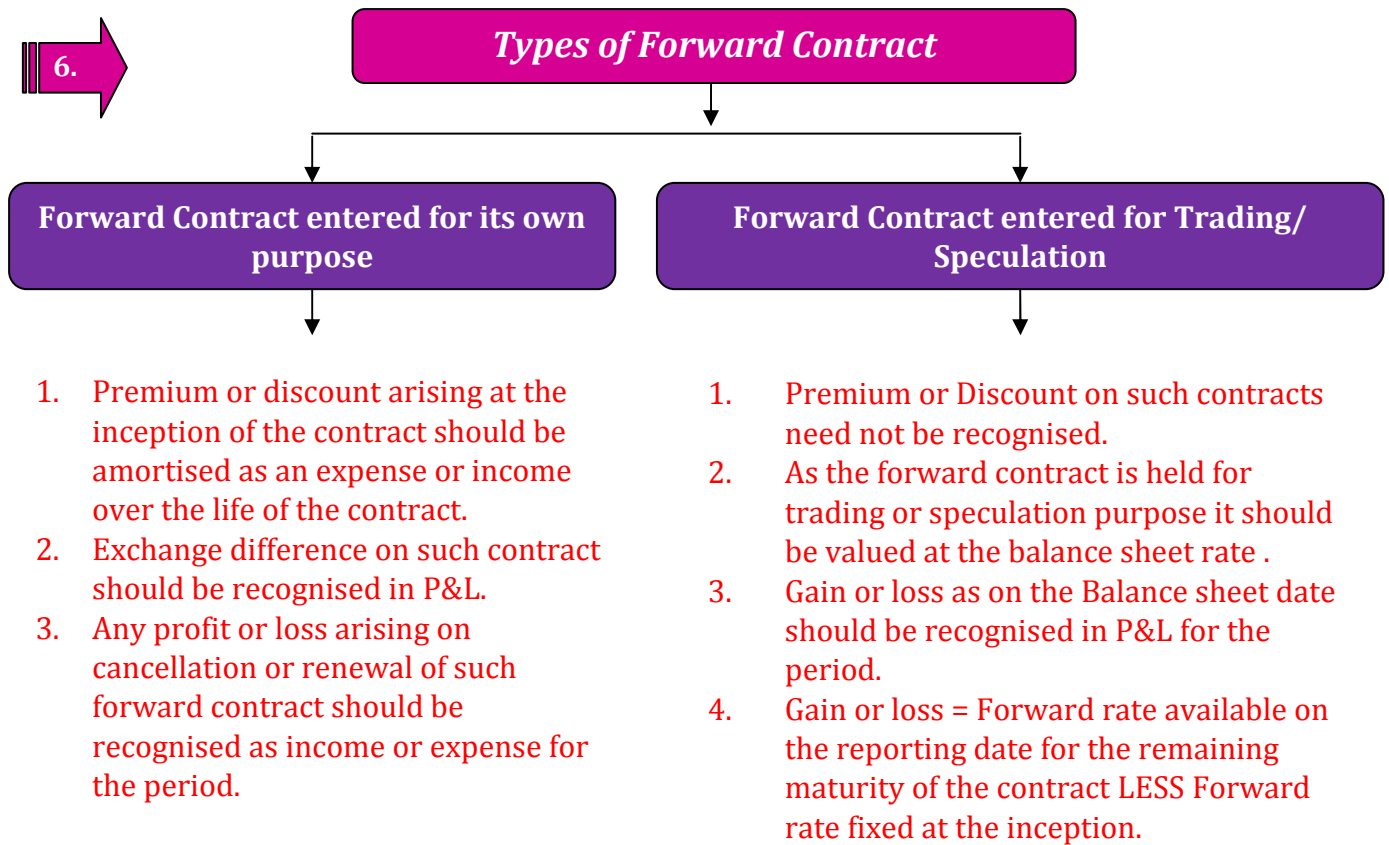 6.
Types of Forward Contract
Forward Contract entered for its own
purpose
Forward Contract entered for Trading/
Speculation
1. Premium or discount arising at the
inception of the contract should be
amortised as an expense or income
over the life of the contract.
2. Exchange difference on such contract
should be recognised in P&L.
3. Any profit or loss arising on
cancellation or renewal of such
forward contract should be
recognised as income or expense for
the period.
1. Premium or Discount on such contracts
need not be recognised.
2. As the forward contract is held for
trading or speculation purpose it should
be valued at the balance sheet rate .
3. Gain or loss as on the Balance sheet date
should be recognised in P&L for the
period.
4. Gain or loss = Forward rate available on
the reporting date for the remaining
maturity of the contract LESS Forward
rate fixed at the inception.